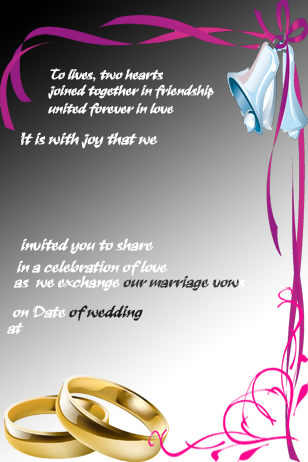 To lives, two hearts
joined together in friendship
united forever in love
It is with joy that we
invited you to share
in a celebration of love
as we exchange our marriage vows
on Date of wedding
at